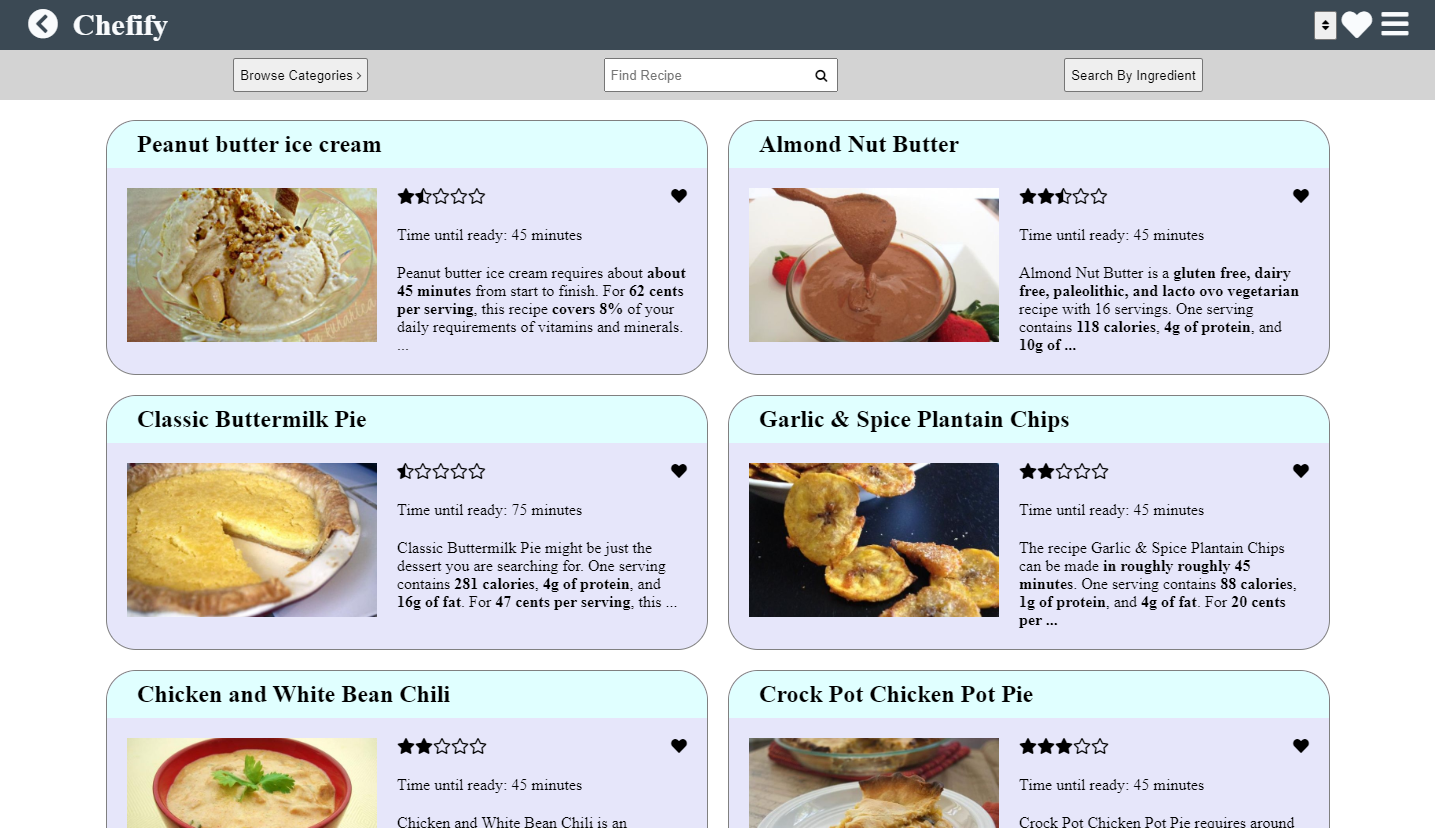 Chefify
Browse Categories ›
Find Recipe
Search By Ingredient
Peanut butter ice cream
Time until ready: 45 minutes
Peanut butter ice cream requires about about
45 minutes from start to finish. For 62 cents
per serving, this recipe covers 8% of your
daily requirements of vitamins and minerals.
...
Almond Nut Butter
Time until ready: 45 minutes
Almond Nut Butter is a gluten free, dairy
free, paleolithic, and lacto ovo vegetarian
recipe with 16 servings. One serving
contains 118 calories, 4g of protein, and
10g of ...
Classic Buttermilk Pie
Time until ready: 75 minutes
Classic Buttermilk Pie might be just the
dessert you are searching for. One serving
contains 281 calories, 4g of protein, and
16g of fat. For 47 cents per serving, this ...
Garlic & Spice Plantain Chips
Time until ready: 45 minutes
The recipe Garlic & Spice Plantain Chips
can be made in roughly roughly 45
minutes. One serving contains 88 calories,
1g of protein, and 4g of fat. For 20 cents
per ...
Chicken and White Bean Chili
Time until ready: 45 minutes
Chicken and White Bean Chili is an
Crock Pot Chicken Pot Pie
Time until ready: 45 minutes
Crock Pot Chicken Pot Pie requires around